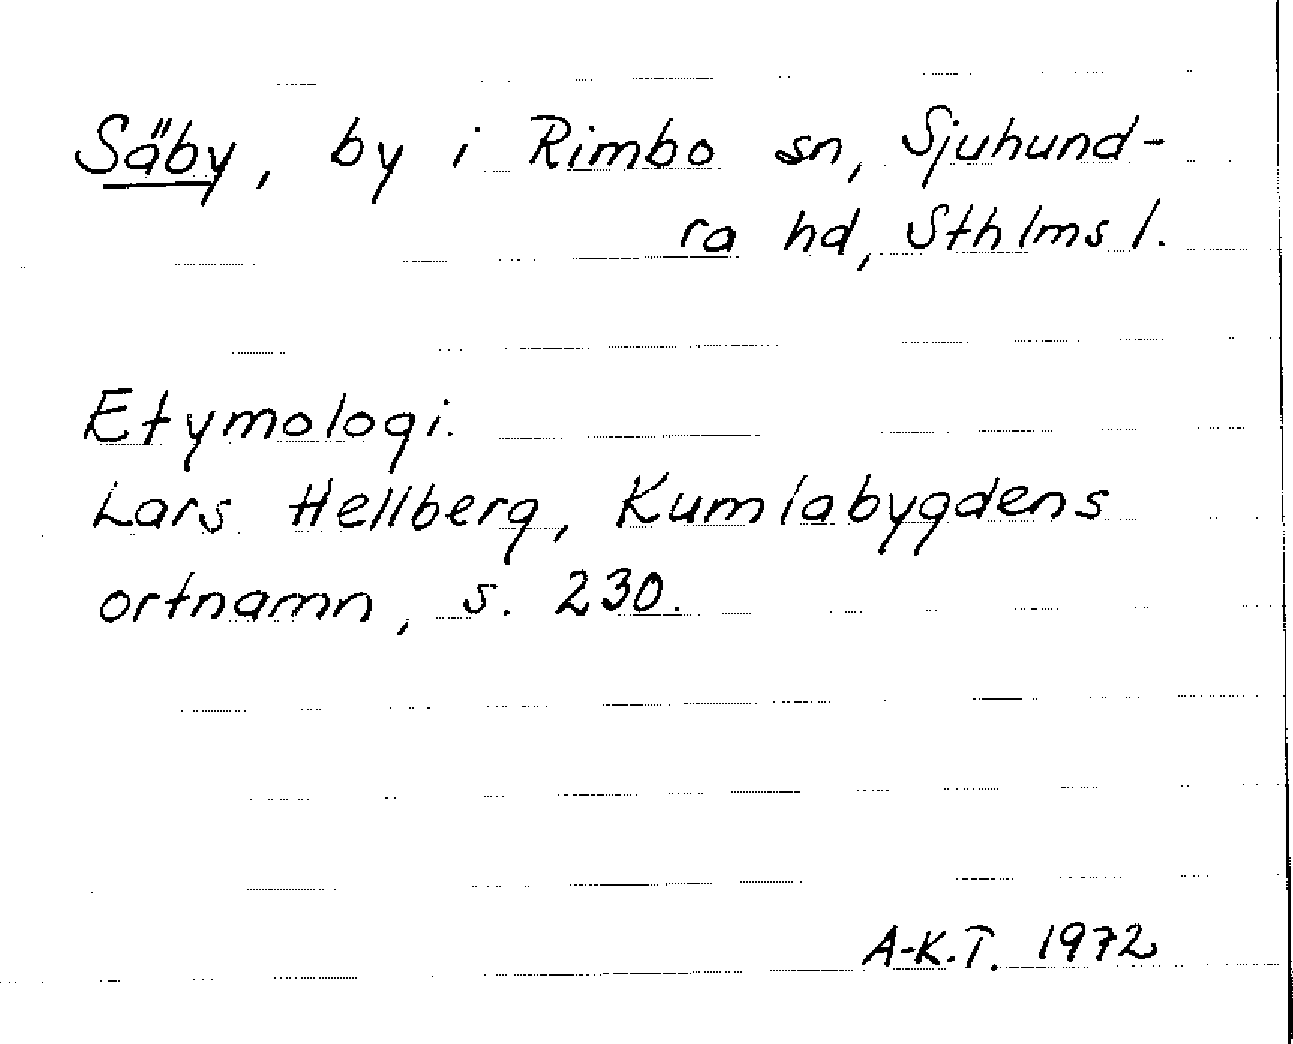 Säby, by i Rimbo sn, Sjuhund-
ra hd, Sthlms l.
Etymologi.
Lars Hellberg, Kumlabygdens
ortnamn, s. 230.
A-K.T. 1972